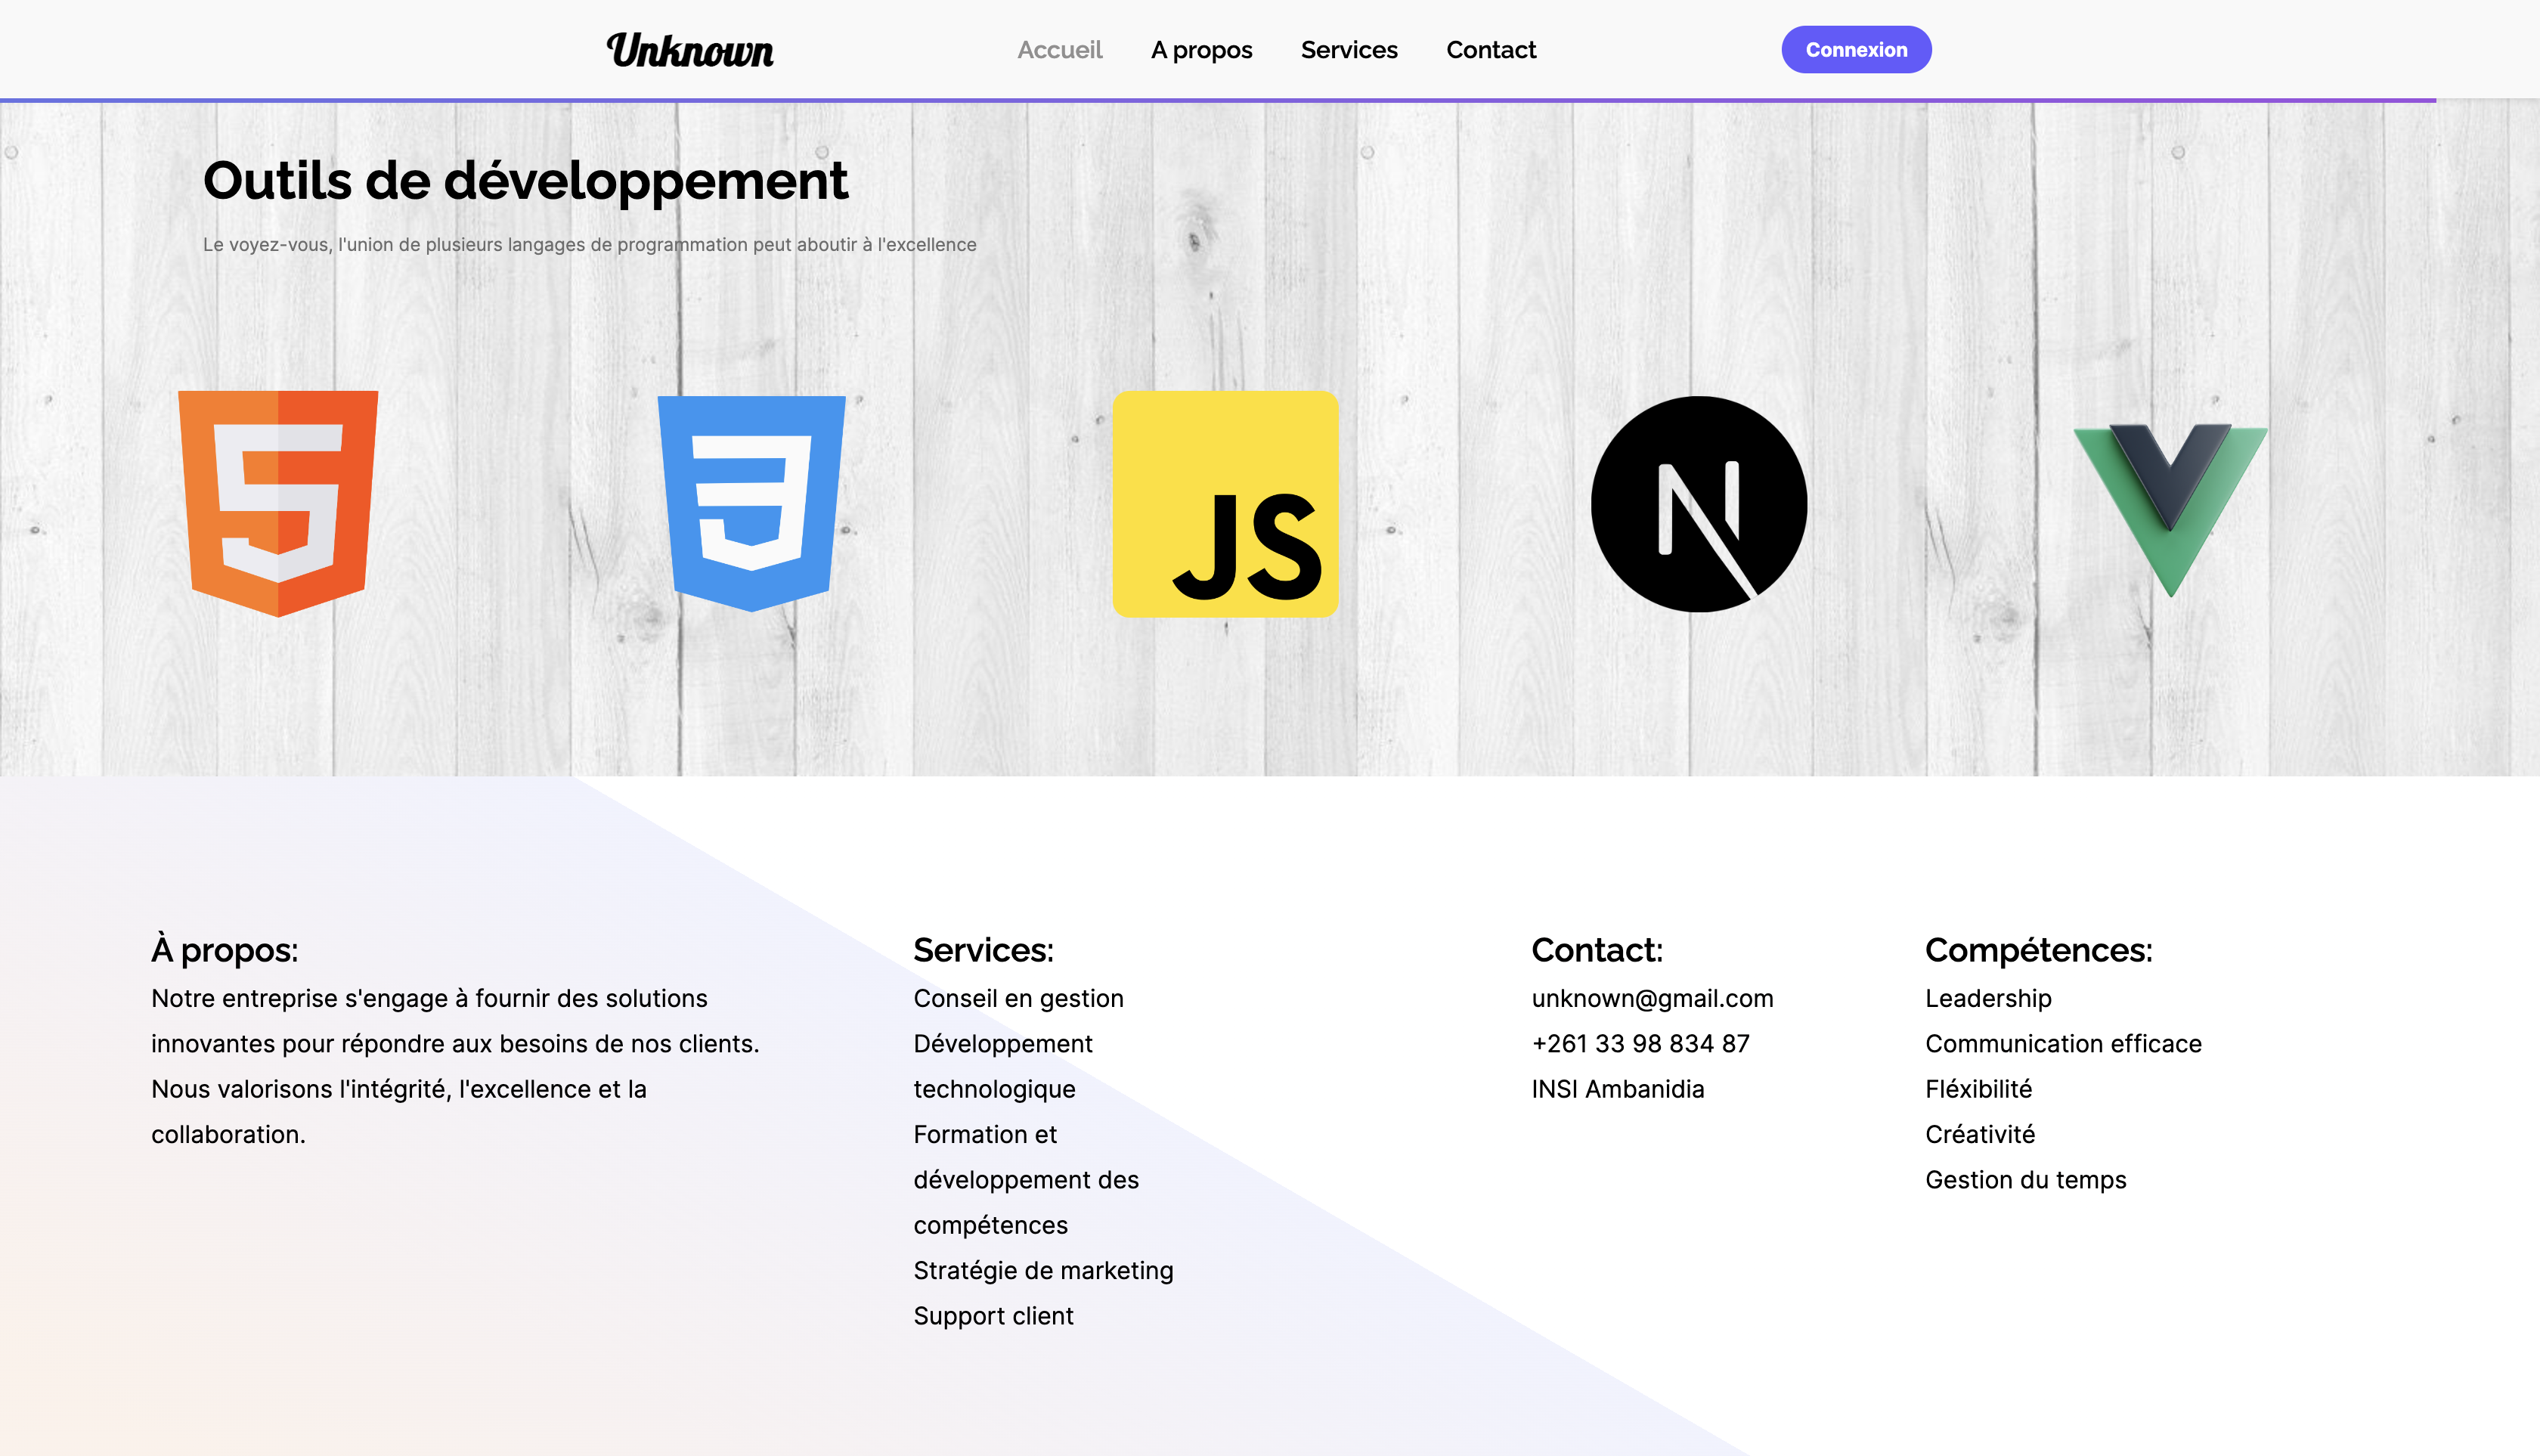 Unknown
Accueil A propos Services Contact
Connexion
Outils de développement
Le voyez-vous, l'union de plusieurs langages de programmation peut aboutir à l'excellence
JS
À propos:
Notre entreprise s'engage à fournir des solutions
innovantes pour répondre aux besoins de nos clients.
Nous valorisons l'intégrité, l'excellence et la
collaboration.
Services:
Conseil en gestion
Développement
technologique
Formation et
développement des
compétences
Stratégie de marketing
Support client
Contact:
unknown@gmail.com
+261 33 98 834 87
INSI Ambanidia
Compétences:
Leadership
Communication efficace
Fléxibilité
Créativité
Gestion du temps